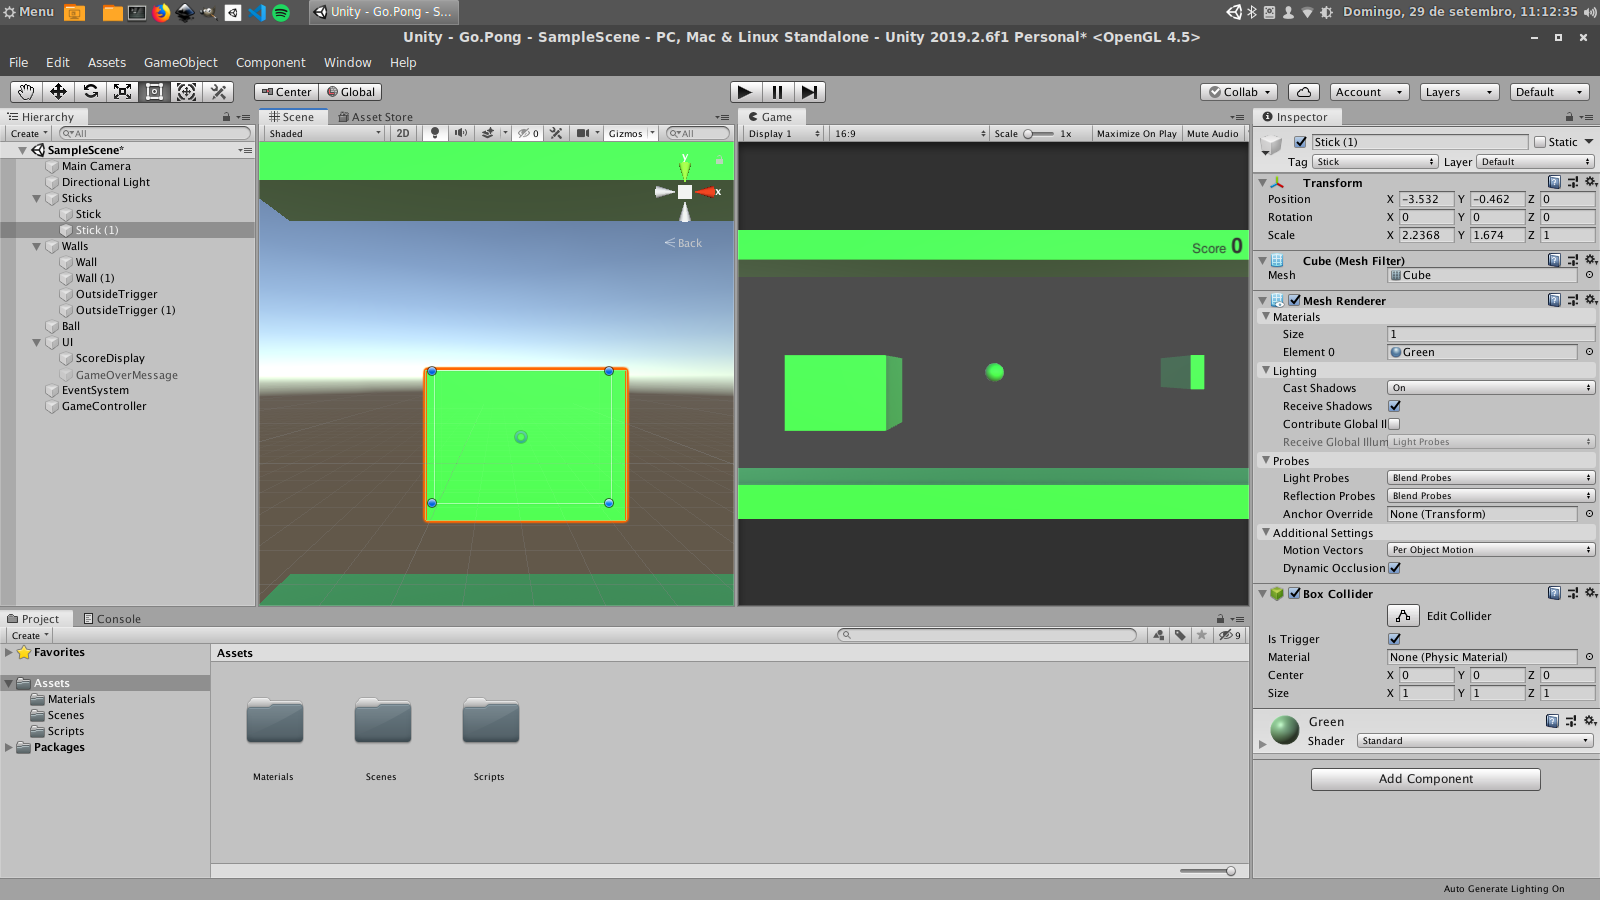 Menu
Unity - Go.Pong - S...
Domingo, 29 de setembro, 11:12:35
Unity - Go.Pong - SampleScene - PC, Mac & Linux Standalone - Unity 2019.2.6f1 Personal* <OpenGL 4.5>
File Edit Assets GameObject Component Window Help
Center Global
Collab Account Layers Default
Hierarchy
Create All
SampleScene*
Main Camera
Directional Light
Sticks
Stick
Stick (1)
Walls
Wall
Wall (1)
OutsideTrigger
OutsideTrigger (1)
Ball
UI
ScoreDisplay
GameOverMessage
EventSystem
GameController
Scene Asset Store
Shaded 2D 0 Gizmos All
y
x
Back
Game
Display 1 16:9 Scale 1x Maximize On Play Mute Audio
Score 0
Inspector
Stick (1) Static
Tag Stick Layer Default
Transform
Position X -3.532 Y -0.462 Z 0
Rotation X 0 Y 0 Z 0
Scale X 2.2368 Y 1.674 Z 1
Cube (Mesh Filter)
Mesh Cube
Mesh Renderer
Materials
Size 1
Element 0 Green
Lighting
Cast Shadows On
Receive Shadows
Contribute Global Il
Receive Global Illum Light Probes
Probes
Light Probes Blend Probes
Reflection Probes Blend Probes
Anchor Override None (Transform)
Additional Settings
Motion Vectors Per Object Motion
Dynamic Occlusion
Box Collider
Edit Collider
Is Trigger
Material None (Physic Material)
Center X 0 Y 0 Z 0
Size X 1 Y 1 Z 1
Green
Shader Standard
Add Component
Project Console
Create 9
Favorites
Assets
Materials
Scenes
Scripts
Packages
Assets
Materials Scenes Scripts
Auto Generate Lighting On